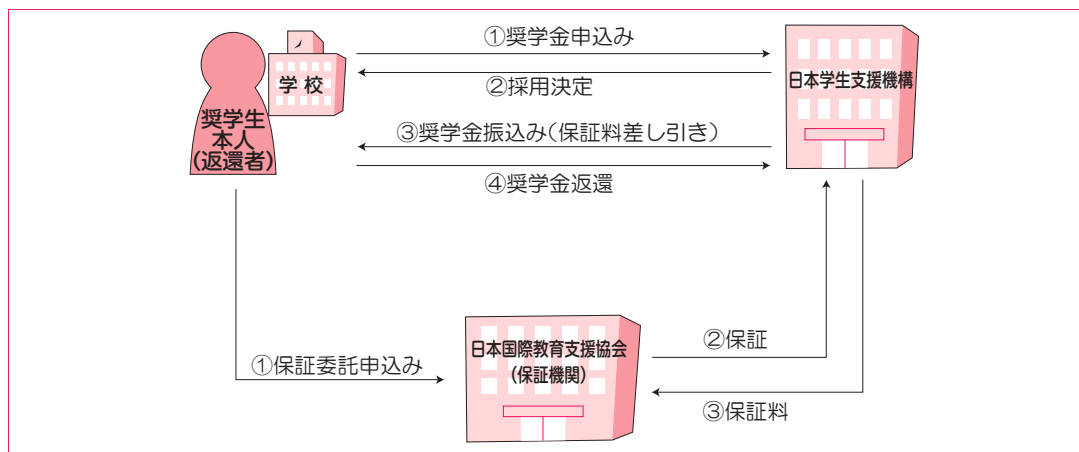 ①奨学金申込み
学校
②採用決定
日本学生支援機構
奨学生
本人
(返還者)
③奨学金振込み(保証料差し引き)
④奨学金返還
日本国際教育支援協会
(保証機関)
②保証
①保証委託申込み
③保証料